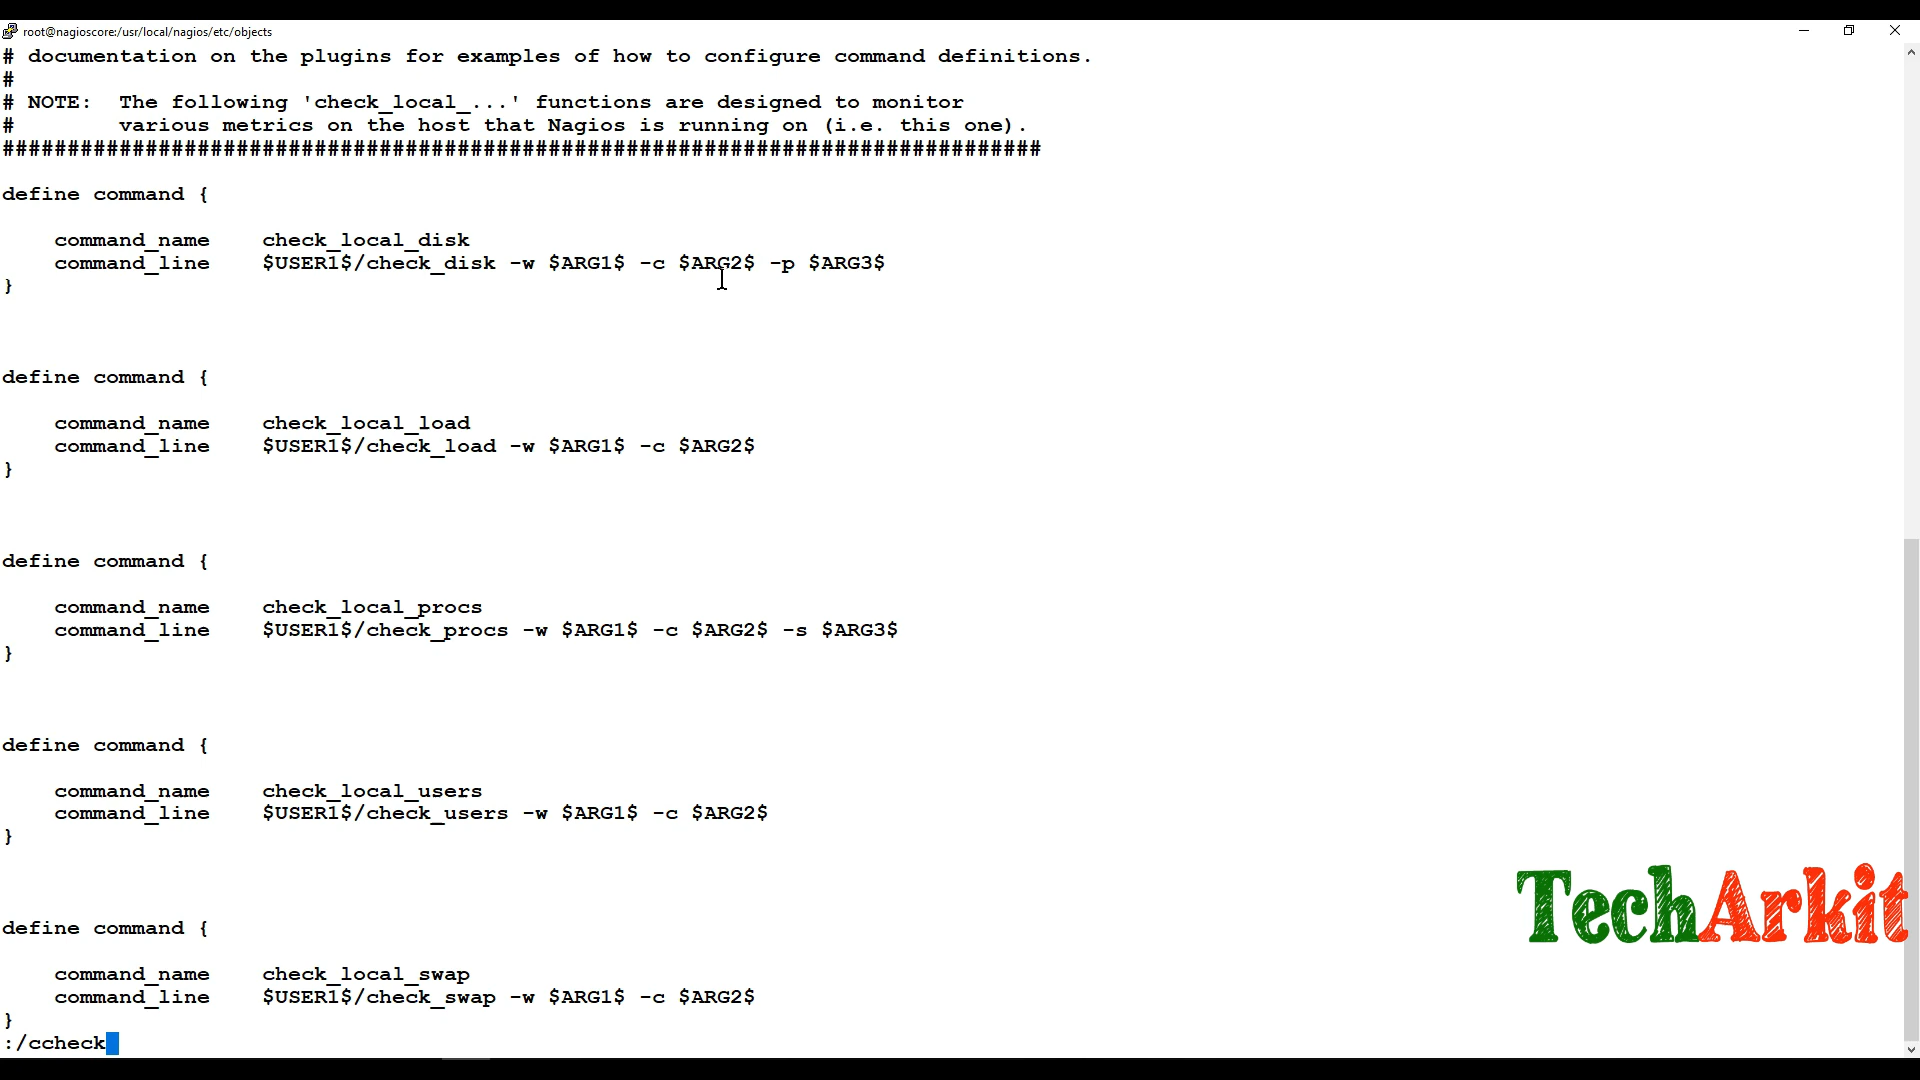 root@nagioscore:/usr/local/nagios/etc/objects
# documentation on the plugins for examples of how to configure command definitions.
#
# NOTE:  The following 'check_local_...' functions are designed to monitor
#        various metrics on the host that Nagios is running on (i.e. this one).
################################################################################
define command {
    command_name    check_local_disk
    command_line    $USER1$/check_disk -w $ARG1$ -c $ARG2$ -p $ARG3$
}
define command {
    command_name    check_local_load
    command_line    $USER1$/check_load -w $ARG1$ -c $ARG2$
}
define command {
    command_name    check_local_procs
    command_line    $USER1$/check_procs -w $ARG1$ -c $ARG2$ -s $ARG3$
}
define command {
    command_name    check_local_users
    command_line    $USER1$/check_users -w $ARG1$ -c $ARG2$
}
define command {
    command_name    check_local_swap
    command_line    $USER1$/check_swap -w $ARG1$ -c $ARG2$
}
:/ccheck
TechArkit